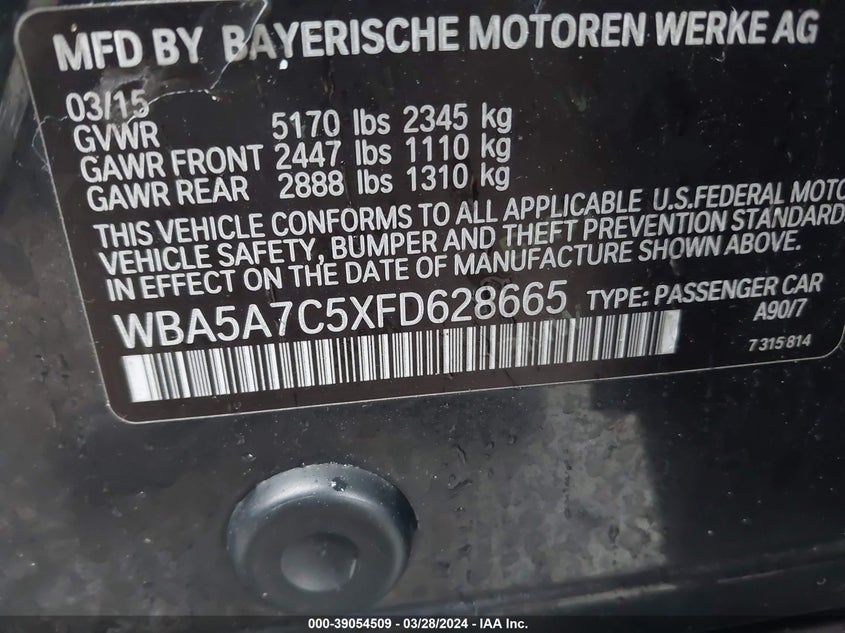 MFD BY BAYERISCHE MOTOREN WERKE AG
03/15
GVWR 5170 lbs 2345 kg
GAWR FRONT 2447 lbs 1110 kg
GAWR REAR 2888 lbs 1310 kg
THIS VEHICLE CONFORMS TO ALL APPLICABLE U.S.FEDERAL MOTO
VEHICLE SAFETY, BUMPER AND THEFT PREVENTION STANDARD
IN EFFECT ON THE DATE OF MANUFACTURE SHOWN ABOVE.
WBA5A7C5XFD628665 TYPE: PASSENGER CAR
A90/7
7 315 814
000-39054509 - 03/28/2024 - IAA Inc.